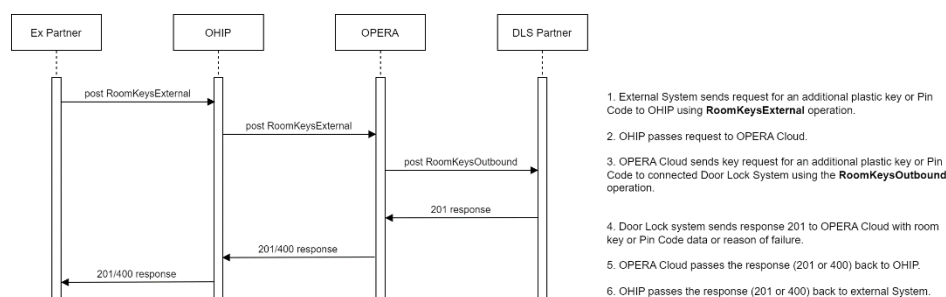 Ex Partner
OHIP
OPERA
DLS Partner
post RoomKeysExternal
post RoomKeysExternal
post RoomKeysOutbound
201 response
201/400 response
201/400 response
1. External System sends request for an additional plastic key or Pin
Code to OHIP using RoomKeysExternal operation.
2. OHIP passes request to OPERA Cloud.
3. OPERA Cloud sends key request for an additional plastic key or Pin
Code to connected Door Lock System using the RoomKeysOutbound
operation.
4. Door Lock system sends response 201 to OPERA Cloud with room
key or Pin Code data or reason of failure.
5. OPERA Cloud passes the response (201 or 400) back to OHIP.
6. OHIP passes the response (201 or 400) back to external System.